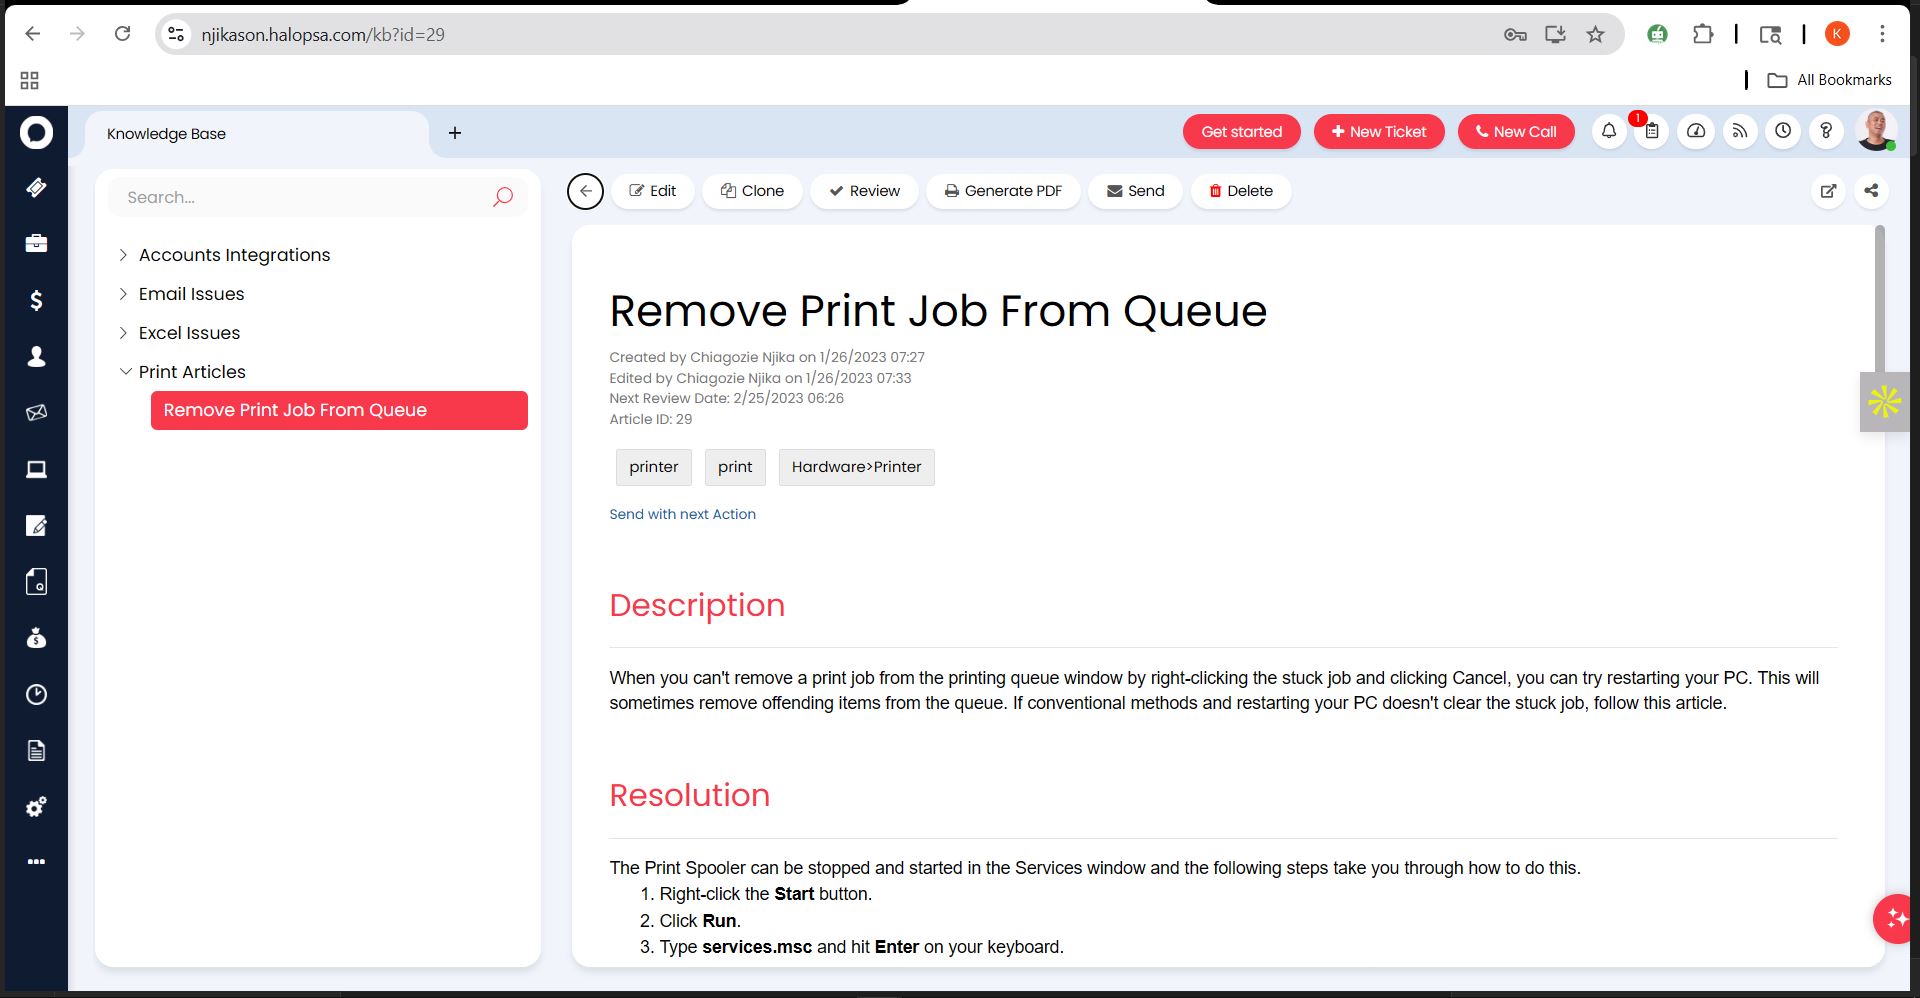 njikason.halopsa.com/kb?id=29
K
All Bookmarks
Knowledge Base
+
Get started
New Ticket
New Call
1
Search...
Edit
Clone
Review
Generate PDF
Send
Delete
Accounts Integrations
Email Issues
Excel Issues
Print Articles
Remove Print Job From Queue
Remove Print Job From Queue
Created by Chiagozie Njika on 1/26/2023 07:27
Edited by Chiagozie Njika on 1/26/2023 07:33
Next Review Date: 2/25/2023 06:26
Article ID: 29
printer print Hardware>Printer
Send with next Action
Description
When you can't remove a print job from the printing queue window by right-clicking the stuck job and clicking Cancel, you can try restarting your PC. This will
sometimes remove offending items from the queue. If conventional methods and restarting your PC doesn't clear the stuck job, follow this article.
Resolution
The Print Spooler can be stopped and started in the Services window and the following steps take you through how to do this.
1. Right-click the Start button.
2. Click Run.
3. Type services.msc and hit Enter on your keyboard.